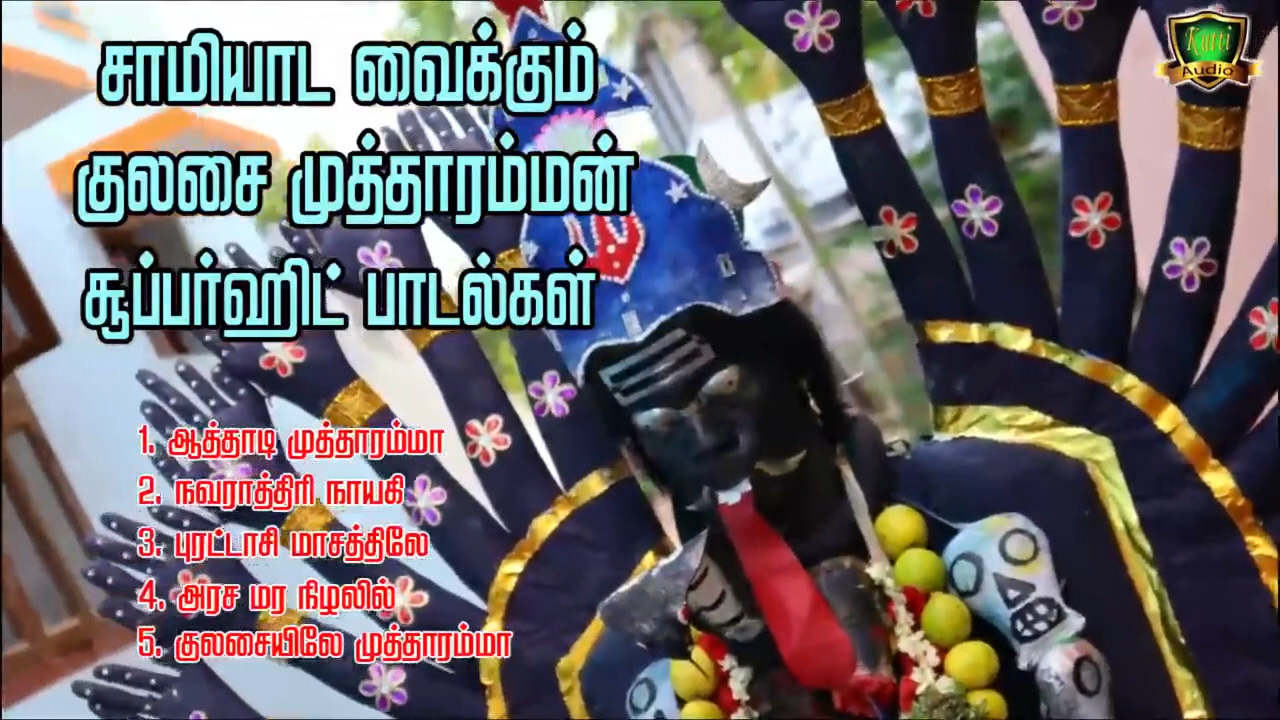 சாமியாட வைக்கும்
குலசை முத்தாரம்மன்
சூப்பர்ஹிட் பாடல்கள்
1. ஆத்தாடி முத்தாரம்மா
2. நவராத்திரி நாயகி
3. புரட்டாசி மாசத்திலே
4. அரச மர நிழலில்
5. குலசையிலே முத்தாரம்மா
Kutti
Audio